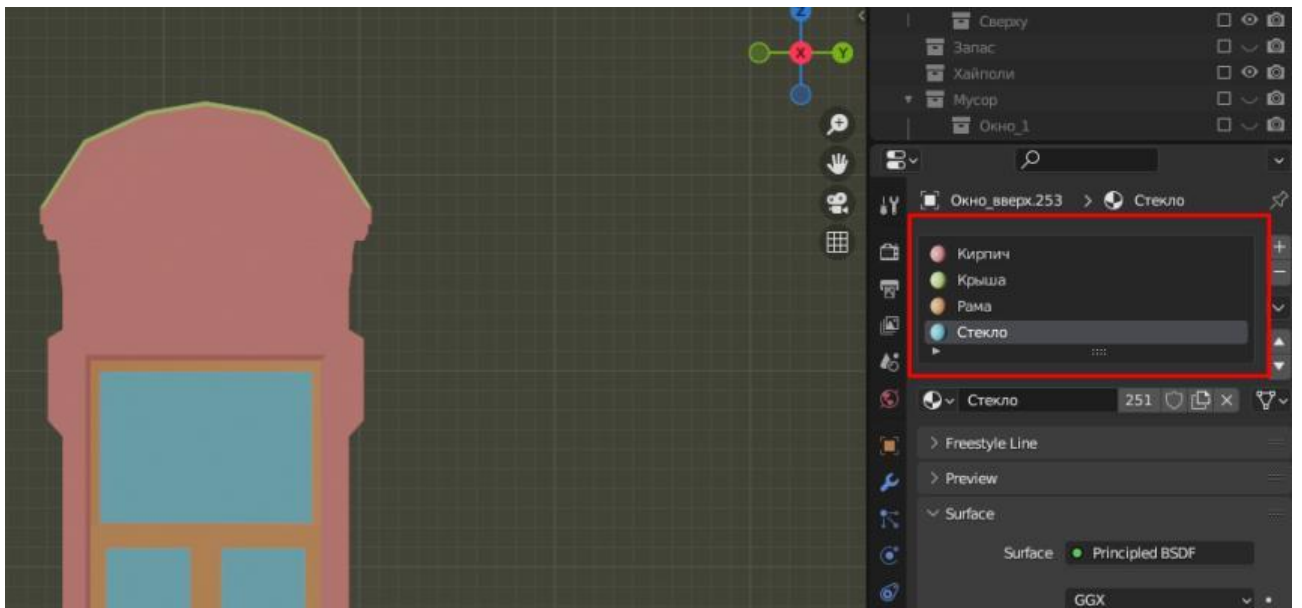 Z
X
Y
Сверху
Запас
Хайполи
Мусор
Окно_1
Окно_вверх.253 > Стекло
Кирпич
Крыша
Рама
Стекло
Стекло 251
Freestyle Line
Preview
Surface
Surface Principled BSDF
GGX